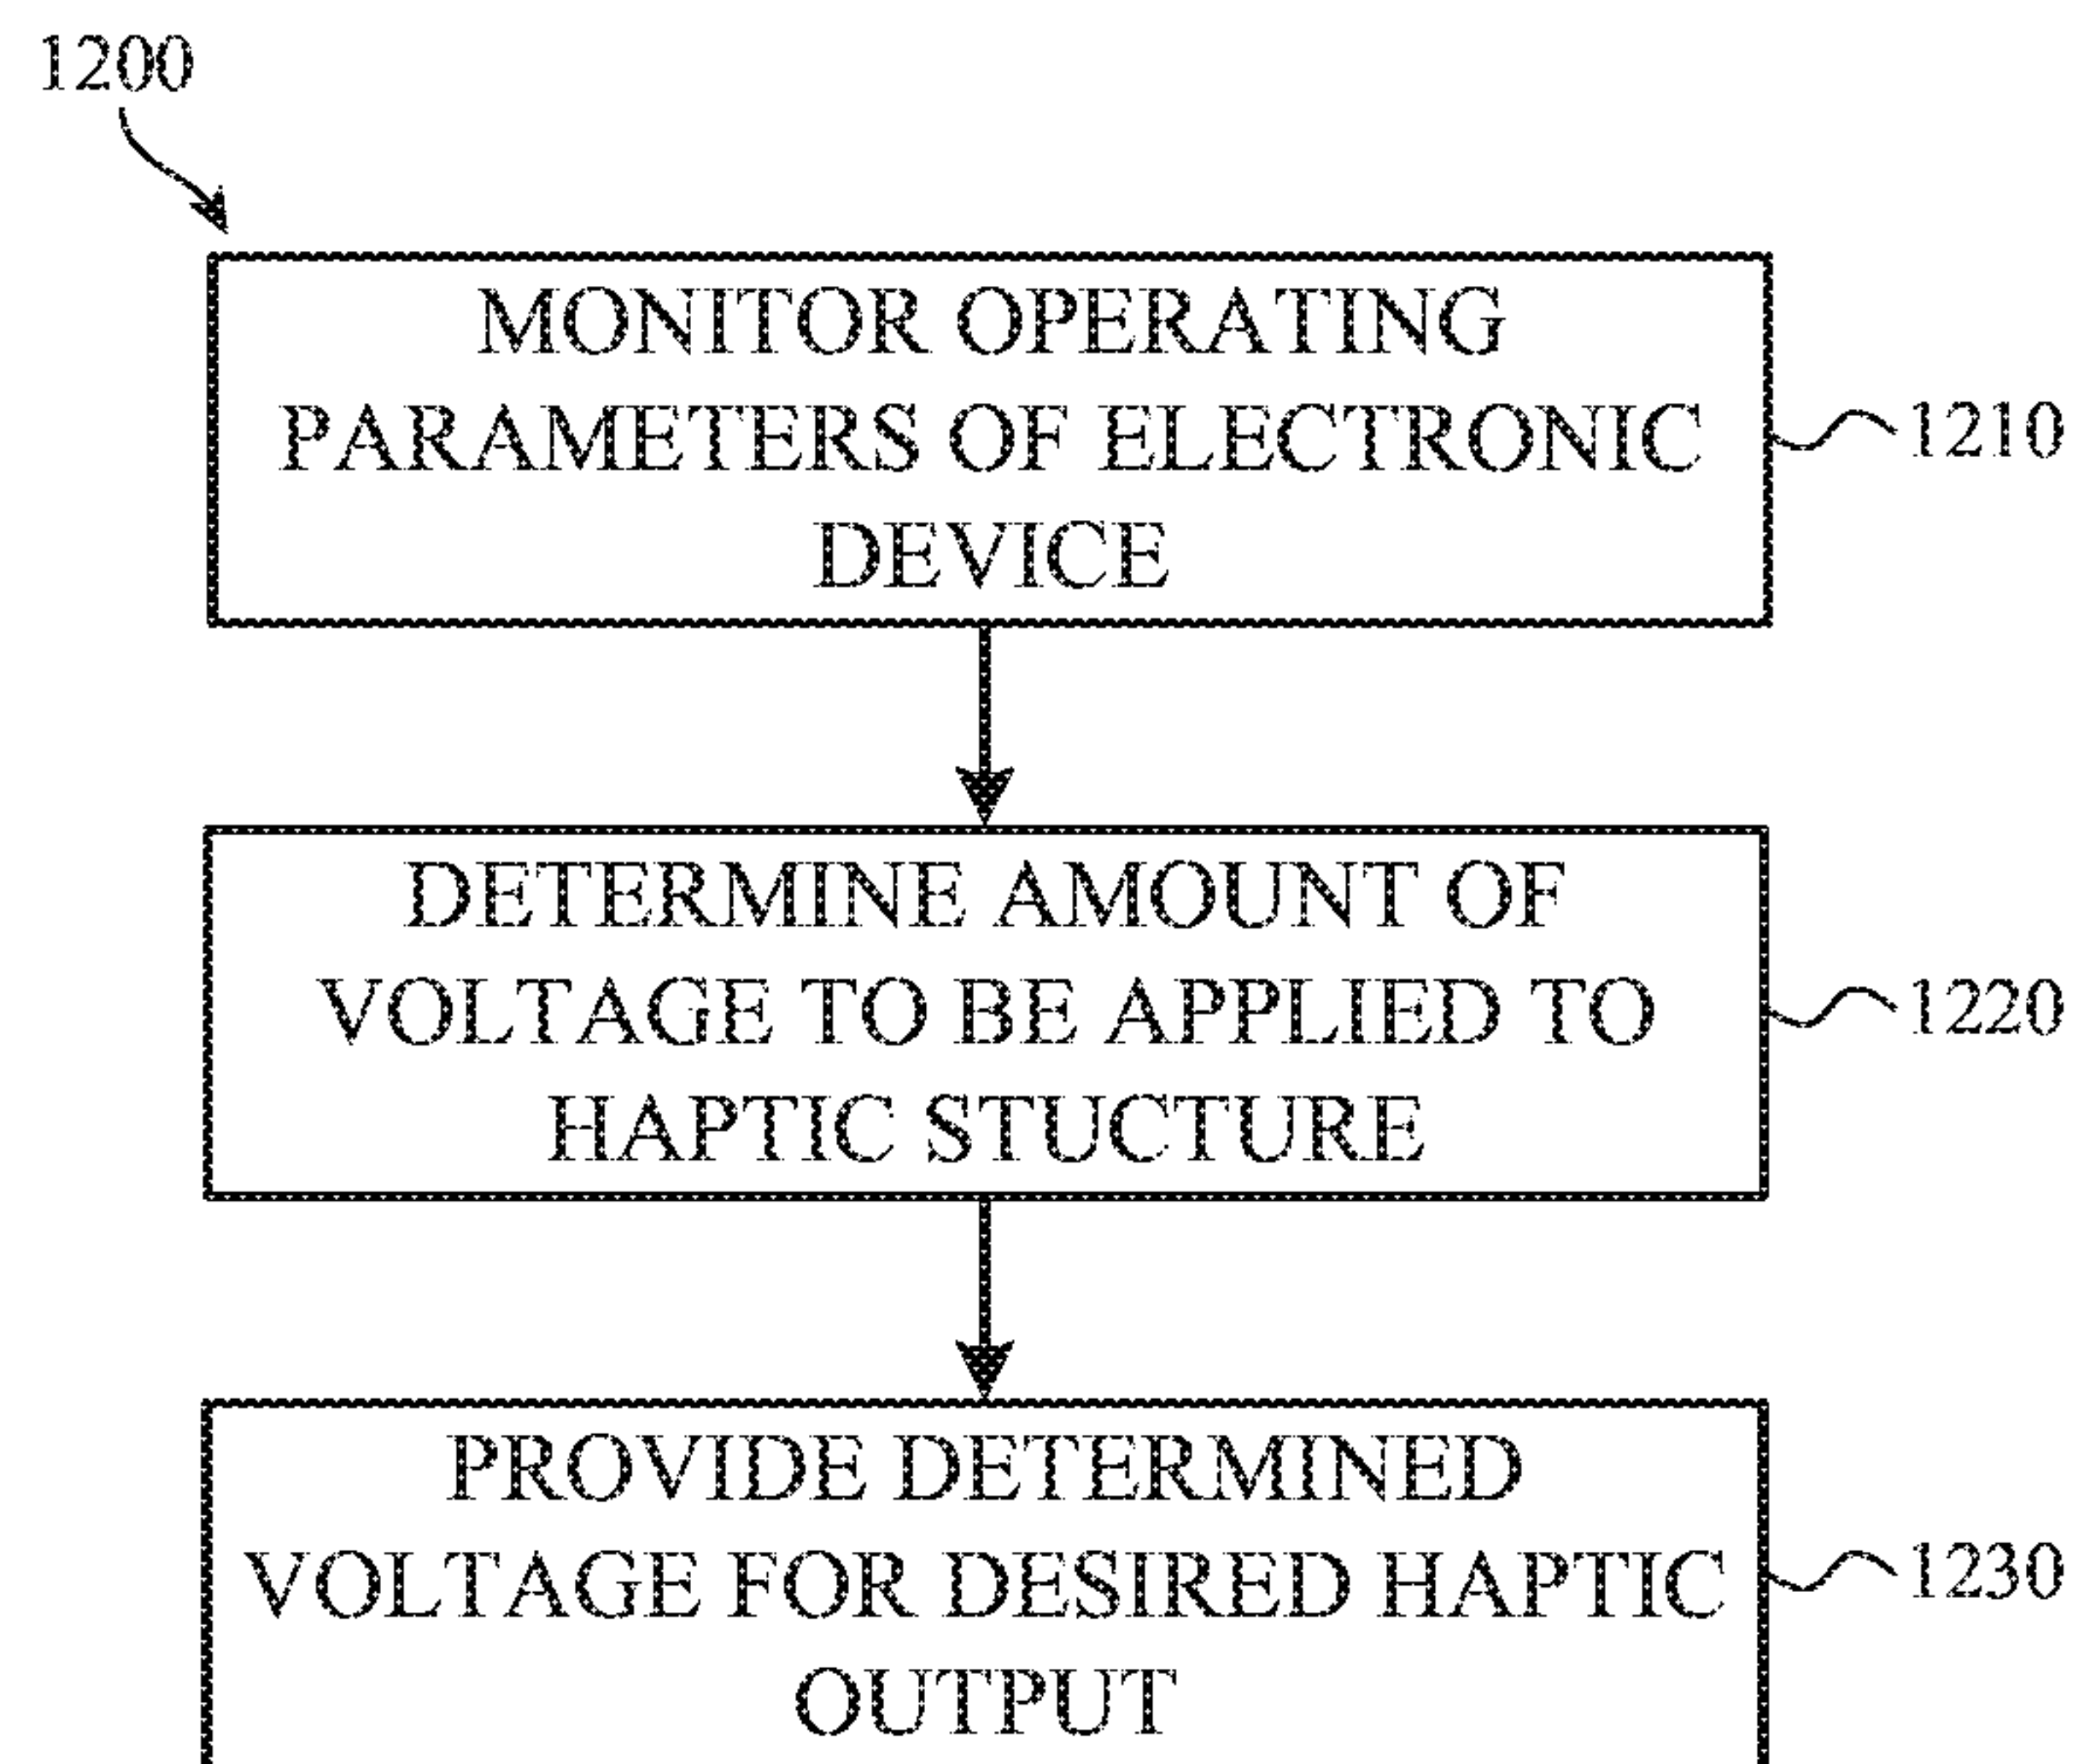 1200
MONITOR OPERATING
PARAMETERS OF ELECTRONIC
DEVICE
1210
DETERMINE AMOUNT OF
VOLTAGE TO BE APPLIED TO
HAPTIC STUCTURE
1220
PROVIDE DETERMINED
VOLTAGE FOR DESIRED HAPTIC
OUTPUT
1230